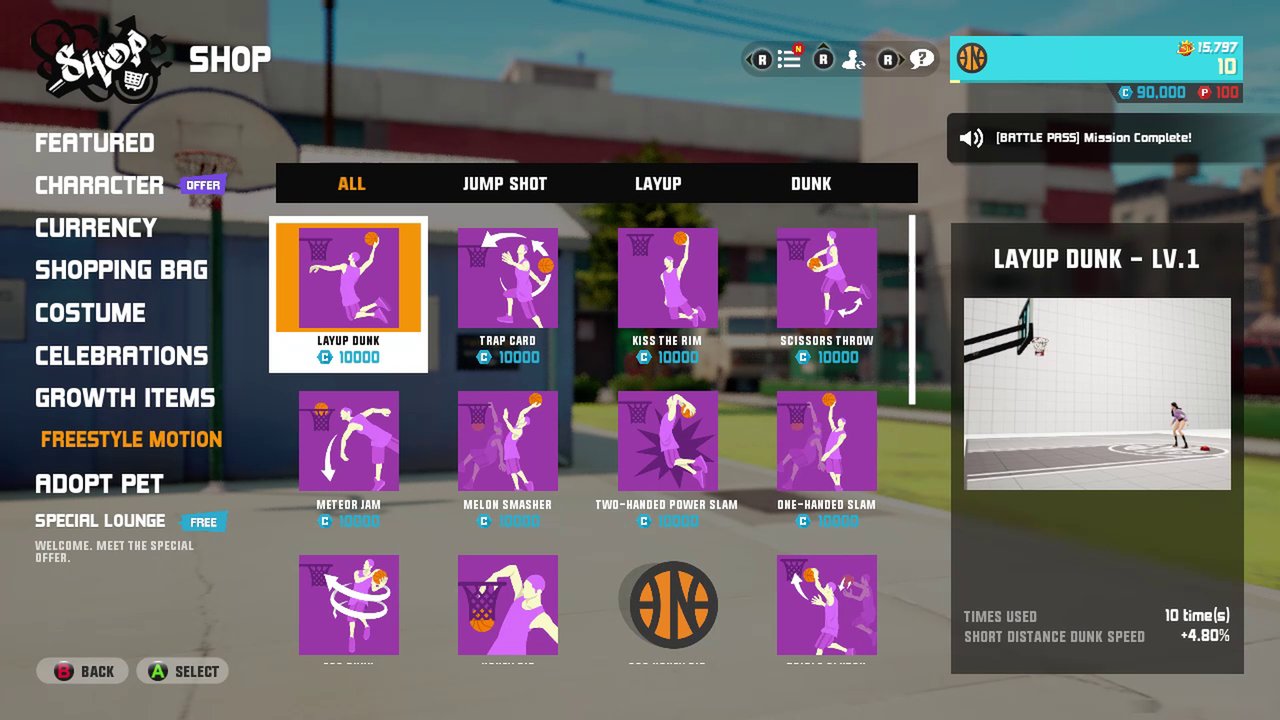 SHOP
SHOP
R
N
R
R
?
15,797
10
C 90,000 P 100
[BATTLE PASS] Mission Complete!
FEATURED
CHARACTER OFFER
CURRENCY
SHOPPING BAG
COSTUME
CELEBRATIONS
GROWTH ITEMS
FREESTYLE MOTION
ADOPT PET
SPECIAL LOUNGE FREE
WELCOME. MEET THE SPECIAL
OFFER.
ALL JUMP SHOT LAYUP DUNK
LAYUP DUNK TRAP CARD KISS THE RIM SCISSORS THROW
C 10000 C 10000 C 10000 C 10000
METEOR JAM MELON SMASHER TWO-HANDED POWER SLAM ONE-HANDED SLAM
C 10000 C 10000 C 10000 C 10000
LAYUP DUNK - LV.1
TIMES USED 10 time(s)
SHORT DISTANCE DUNK SPEED +4.80%
B BACK A SELECT